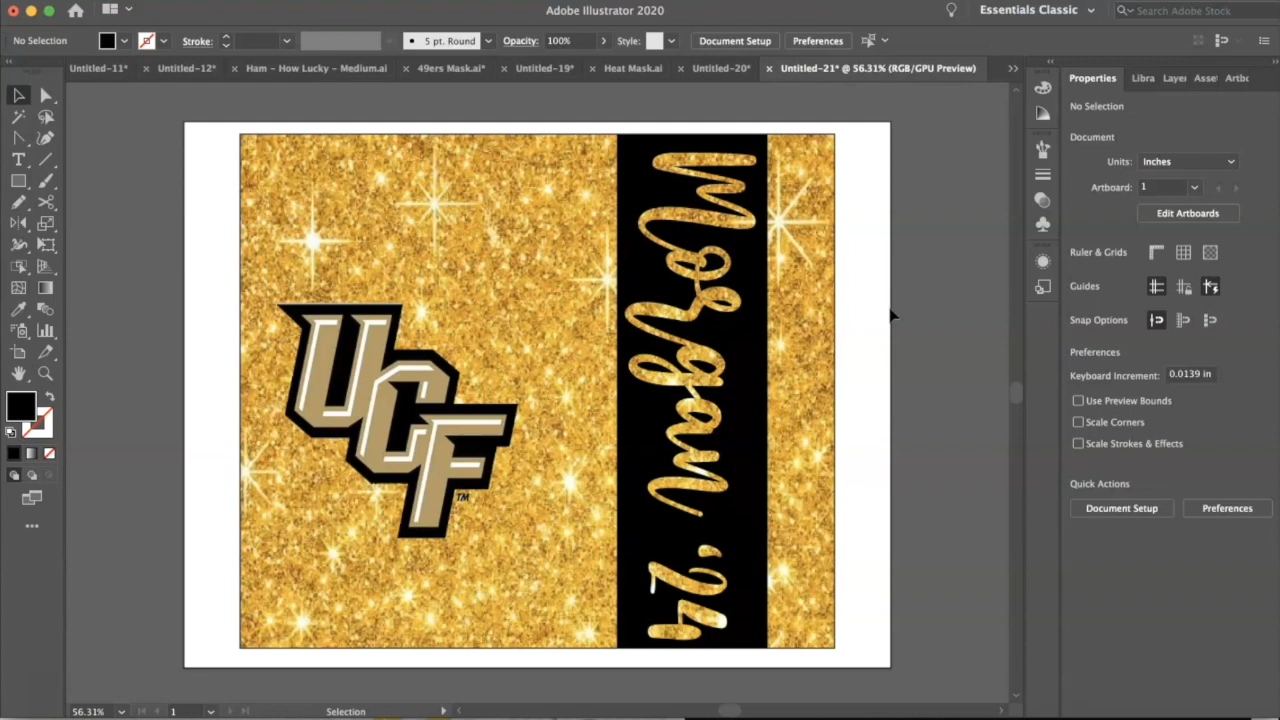 Adobe Illustrator 2020
Essentials Classic
Search Adobe Stock
No Selection
Stroke:
5 pt. Round
Opacity: 100%
Style:
Document Setup
Preferences
Untitled-11*
Untitled-12*
Ham - How Lucky - Medium.ai
49ers Mask.ai*
Untitled-19*
Heat Mask.ai
Untitled-20*
Untitled-21* @ 56.31% (RGB/GPU Preview)
Properties
Libra
Layer
Asse
Artbo
No Selection
Document
Units: Inches
Artboard: 1
Edit Artboards
Ruler & Grids
Guides
Snap Options
Preferences
Keyboard Increment: 0.0139 in
Use Preview Bounds
Scale Corners
Scale Strokes & Effects
Quick Actions
Document Setup
Preferences
UCF
TM
Morgan '24
56.31%
1
Selection